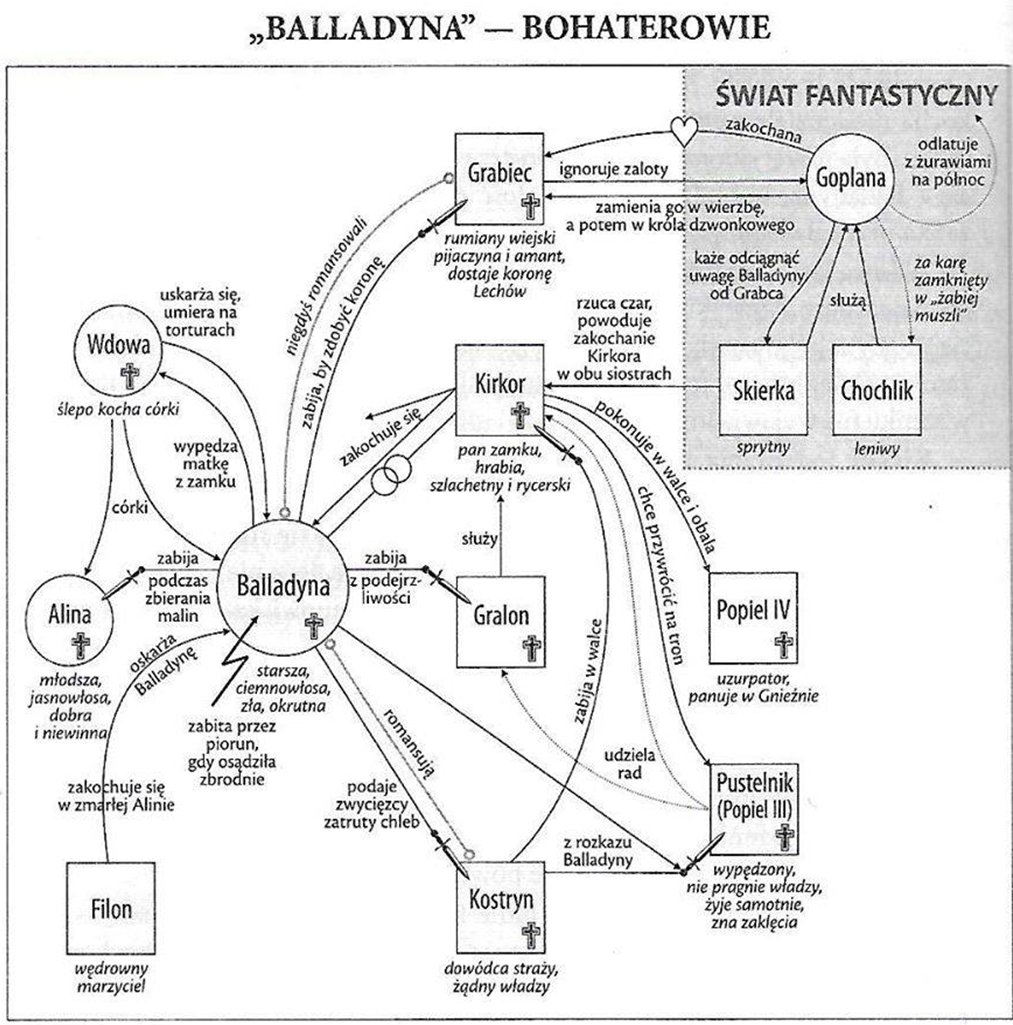 „BALLADYNA” — BOHATEROWIE
ŚWIAT FANTASTYCZNY
zakochana
odlatuje
z żurawiami
na północ
Grabiec
ignoruje zaloty
Goplana
zamienia go w wierzbę,
a potem w króla dzwonkowego
rumiany wiejski
pijaczyna i amant,
dostaje koronę
Lechów
niegdyś romansowali
zabija, by zdobyć koronę
każe odciągnąć
uwagę Balladyny
od Grabca
służą
za karę
zamknięty
w „żabiej
muszli”
uskarża się,
umiera na
torturach
Wdowa
ślepo kocha córki
rzuca czar,
powoduje
zakochanie
Kirkora
w obu siostrach
Kirkor
Skierka
Chochlik
sprytny
leniwy
zakochuje się
pan zamku,
hrabia,
szlachetny i rycerski
pokonuje w walce i obala
chce przywrócić na tron
wypędza
matkę
z zamku
córki
służy
zabija
podczas
zbierania
malin
Balladyna
zabija
z podejrz-
liwości
Alina
Gralon
Popiel IV
młodsza,
jasnowłosa,
dobra
i niewinna
oskarża
Balladynę
starsza,
ciemnowłosa,
zła, okrutna
uzurpator,
panuje w Gnieźnie
zabita przez
piorun,
gdy osądziła
zbrodnie
zabija w walce
romansują
udziela
rad
Pustelnik
(Popiel III)
zakochuje się
w zmarłej Alinie
podaje
zwycięzcy
zatruty chleb
z rozkazu
Balladyny
wypędzony,
nie pragnie władzy,
żyje samotnie,
zna zaklęcia
Filon
Kostryn
wędrowny
marzyciel
dowódca straży,
żądny władzy